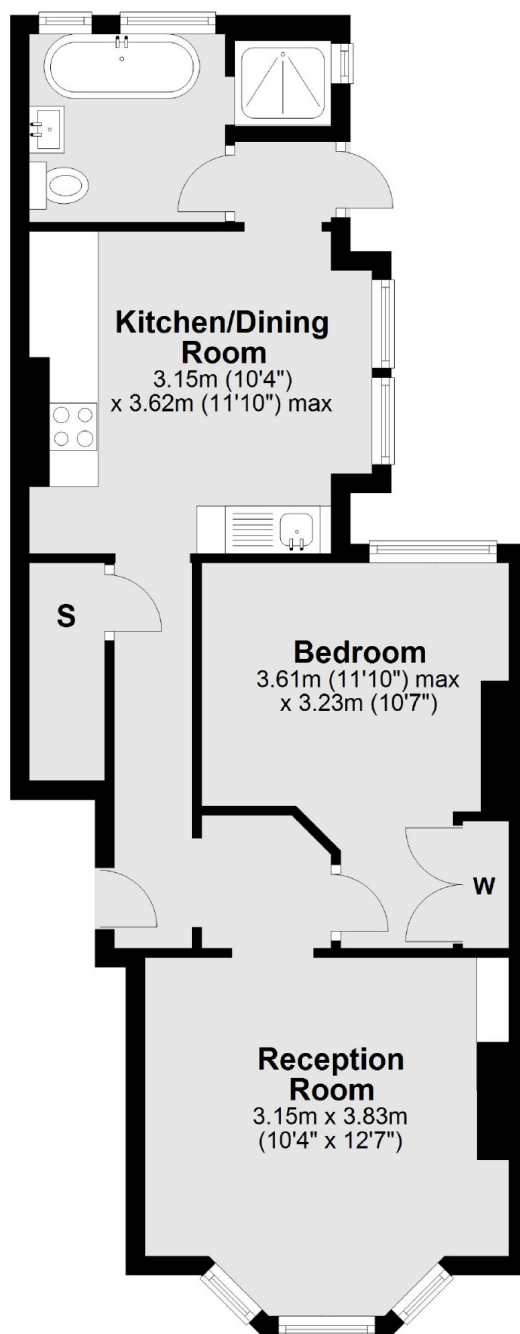 Kitchen/Dining
Room
3.15m (10'4")
x 3.62m (11'10") max
S
Bedroom
3.61m (11'10") max
x 3.23m (10'7")
W
Reception
Room
3.15m x 3.83m
(10'4" x 12'7")